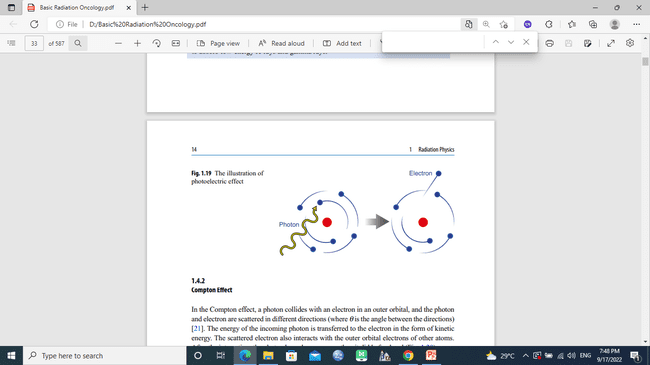 Basic Radiation Oncology.pdf
File
D:/Basic%20Radiation%20Oncology.pdf
33 of 587
Page view
Read aloud
Add text
14
1 Radiation Physics
Fig. 1.19 The illustration of
photoelectric effect
Electron
Photon
1.4.2
Compton Effect
In the Compton effect, a photon collides with an electron in an outer orbital, and the photon
and electron are scattered in different directions (where θ is the angle between the directions)
[21]. The energy of the incoming photon is transferred to the electron in the form of kinetic
energy. The scattered electron also interacts with the outer orbital electrons of other atoms.
Type here to search
29°C
ENG
7:48 PM
9/17/2022